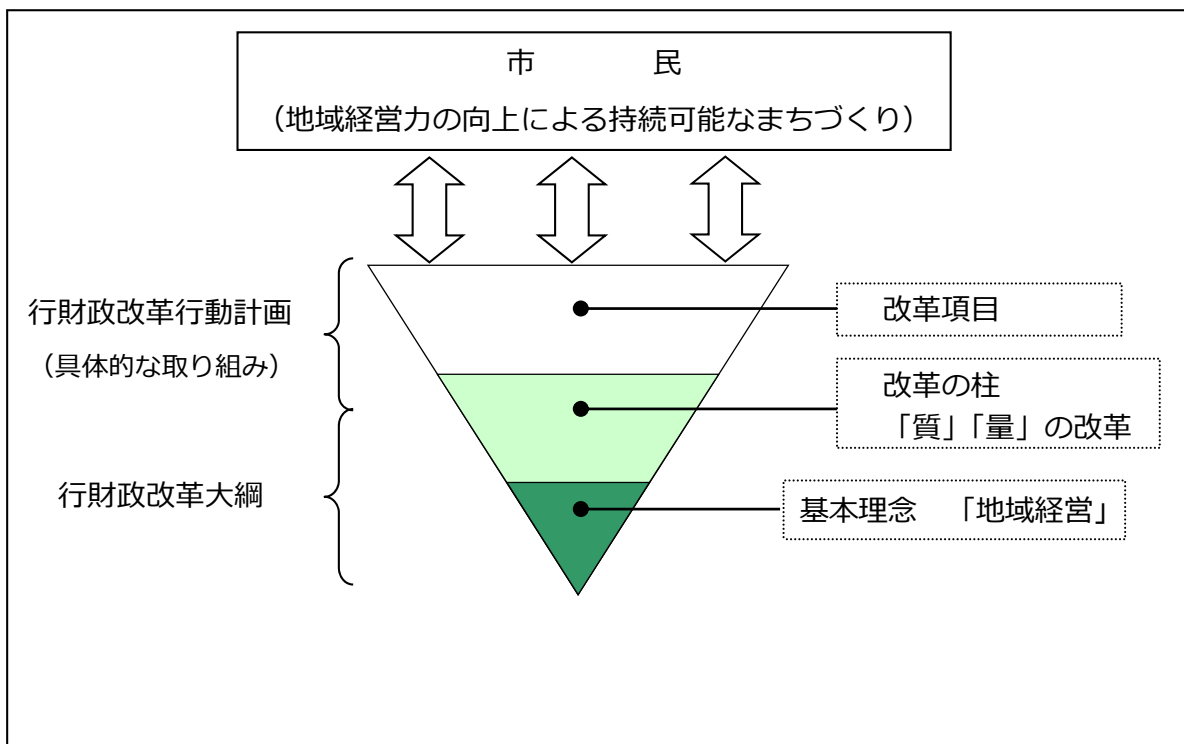 市　　　民
（地域経営力の向上による持続可能なまちづくり）
行財政改革行動計画
（具体的な取り組み）
行財政改革大綱
改革項目
改革の柱
「質」「量」の改革
基本理念　「地域経営」